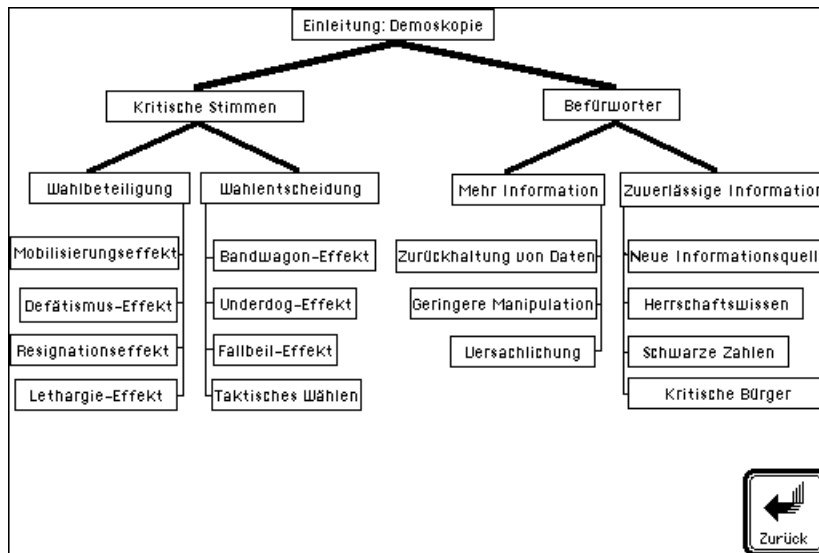 Einleitung: Demoskopie
Kritische Stimmen
Befürworter
Wahlbeteiligung
Wahlentscheidung
Mehr Information
Zuverlässige Information
Mobilisierungseffekt
Bandwagon-Effekt
Zurückhaltung von Daten
Neue Informationsquell
Defätismus-Effekt
Underdog-Effekt
Geringere Manipulation
Herrschaftswissen
Resignationseffekt
Fallbeil-Effekt
Versachlichung
Schwarze Zahlen
Lethargie-Effekt
Taktisches Wählen
Kritische Bürger
Zurück